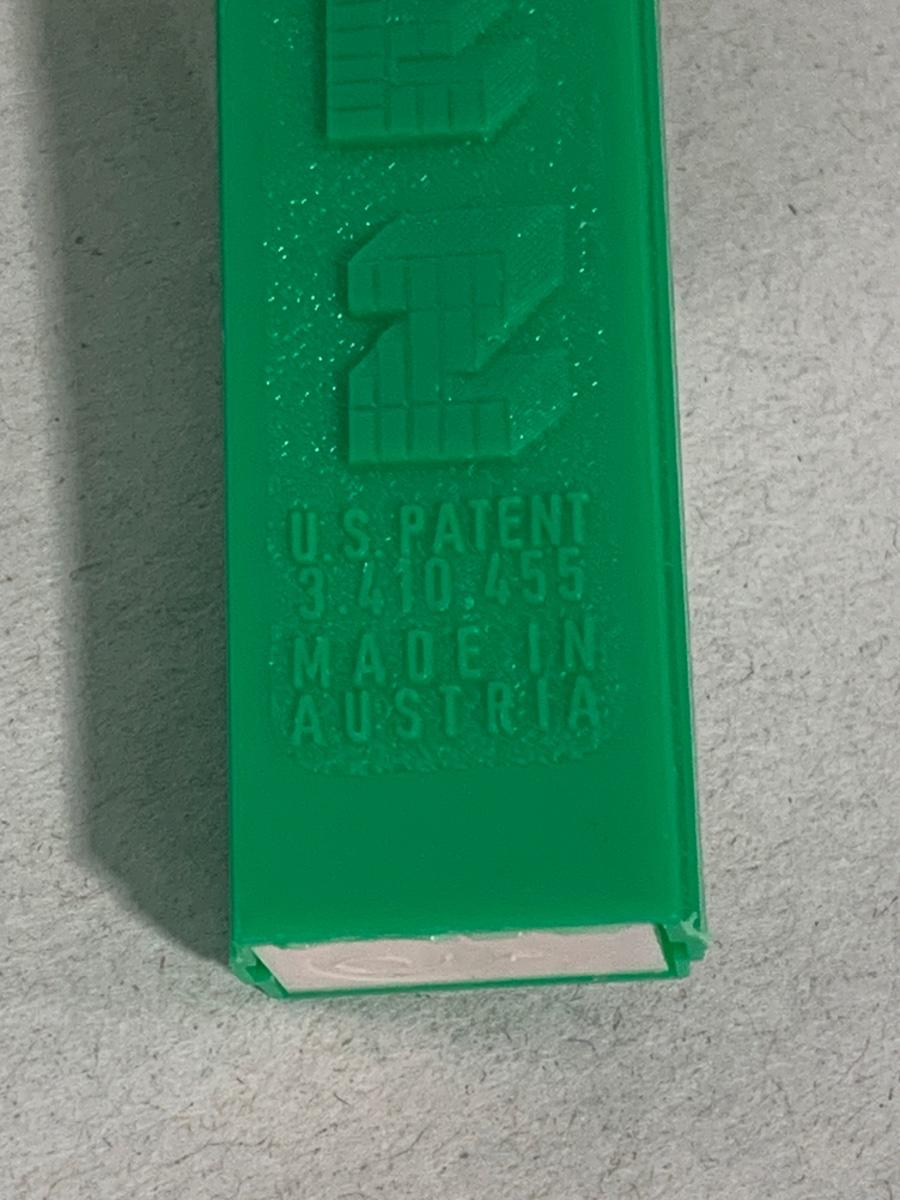 Z
U.S. PATENT
3.410.455
MADE IN
AUSTRIA